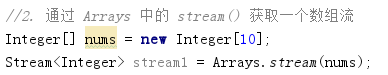 //2. 通过 Arrays 中的 stream() 获取一个数组流
Integer[] nums = new Integer[10];
Stream<Integer> stream1 = Arrays.stream(nums);